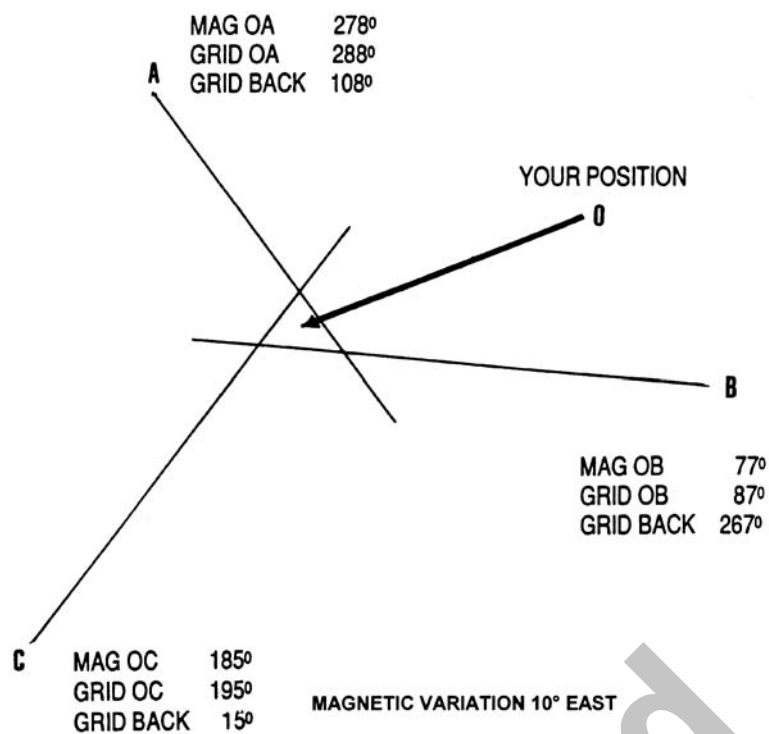 MAG OA 278º
GRID OA 288º
GRID BACK 108º
A
YOUR POSITION
O
B
MAG OB 77º
GRID OB 87º
GRID BACK 267º
C
MAG OC 185º
GRID OC 195º
GRID BACK 15º
MAGNETIC VARIATION 10° EAST